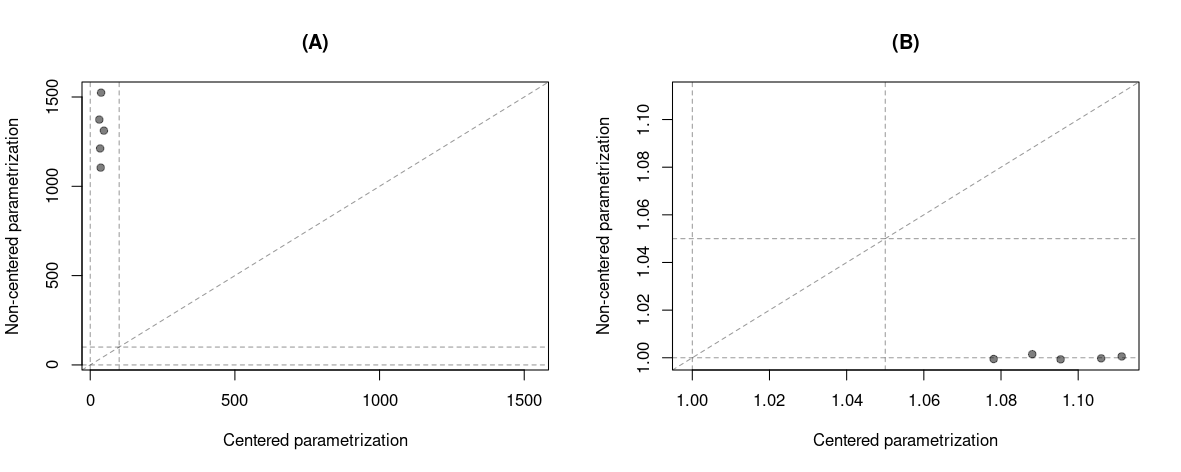 (A)
Non-centered parametrization
1500
1000
500
0
0 500 1000 1500
Centered parametrization
(B)
Non-centered parametrization
1.10
1.08
1.06
1.04
1.02
1.00
1.00 1.02 1.04 1.06 1.08 1.10
Centered parametrization